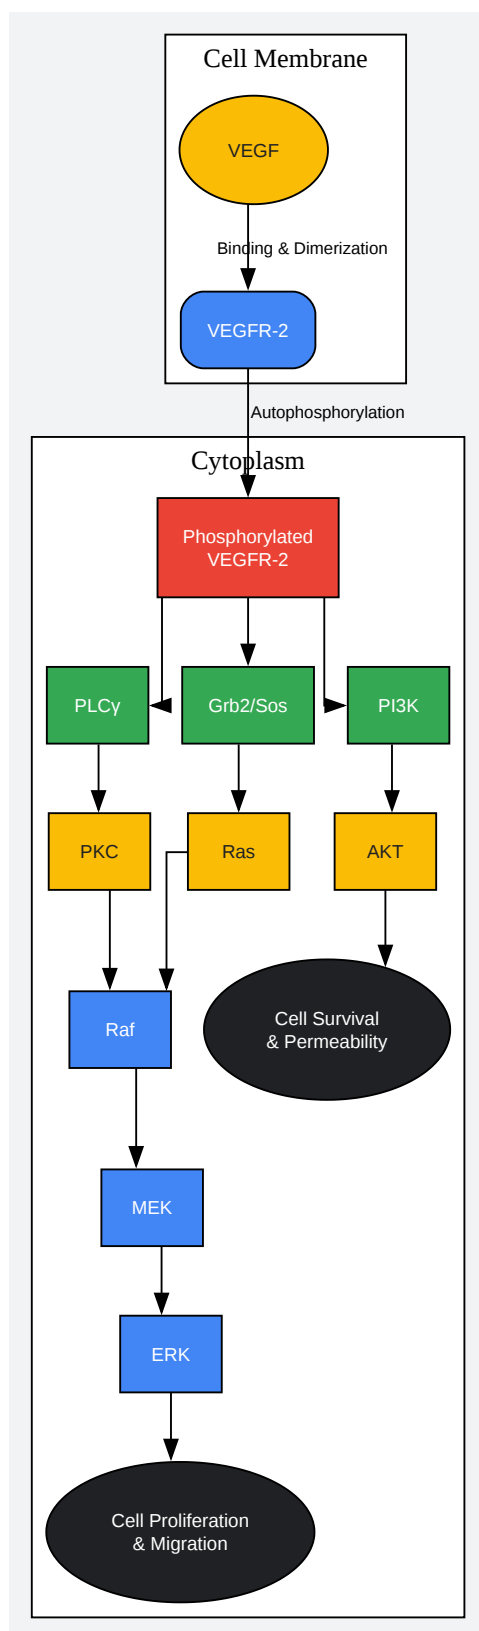 Cell Membrane
VEGF
Binding & Dimerization
VEGFR-2
Autophosphorylation
Cytoplasm
Phosphorylated
VEGFR-2
PLCγ
Grb2/Sos
PI3K
PKC
Ras
AKT
Raf
Cell Survival
& Permeability
MEK
ERK
Cell Proliferation
& Migration